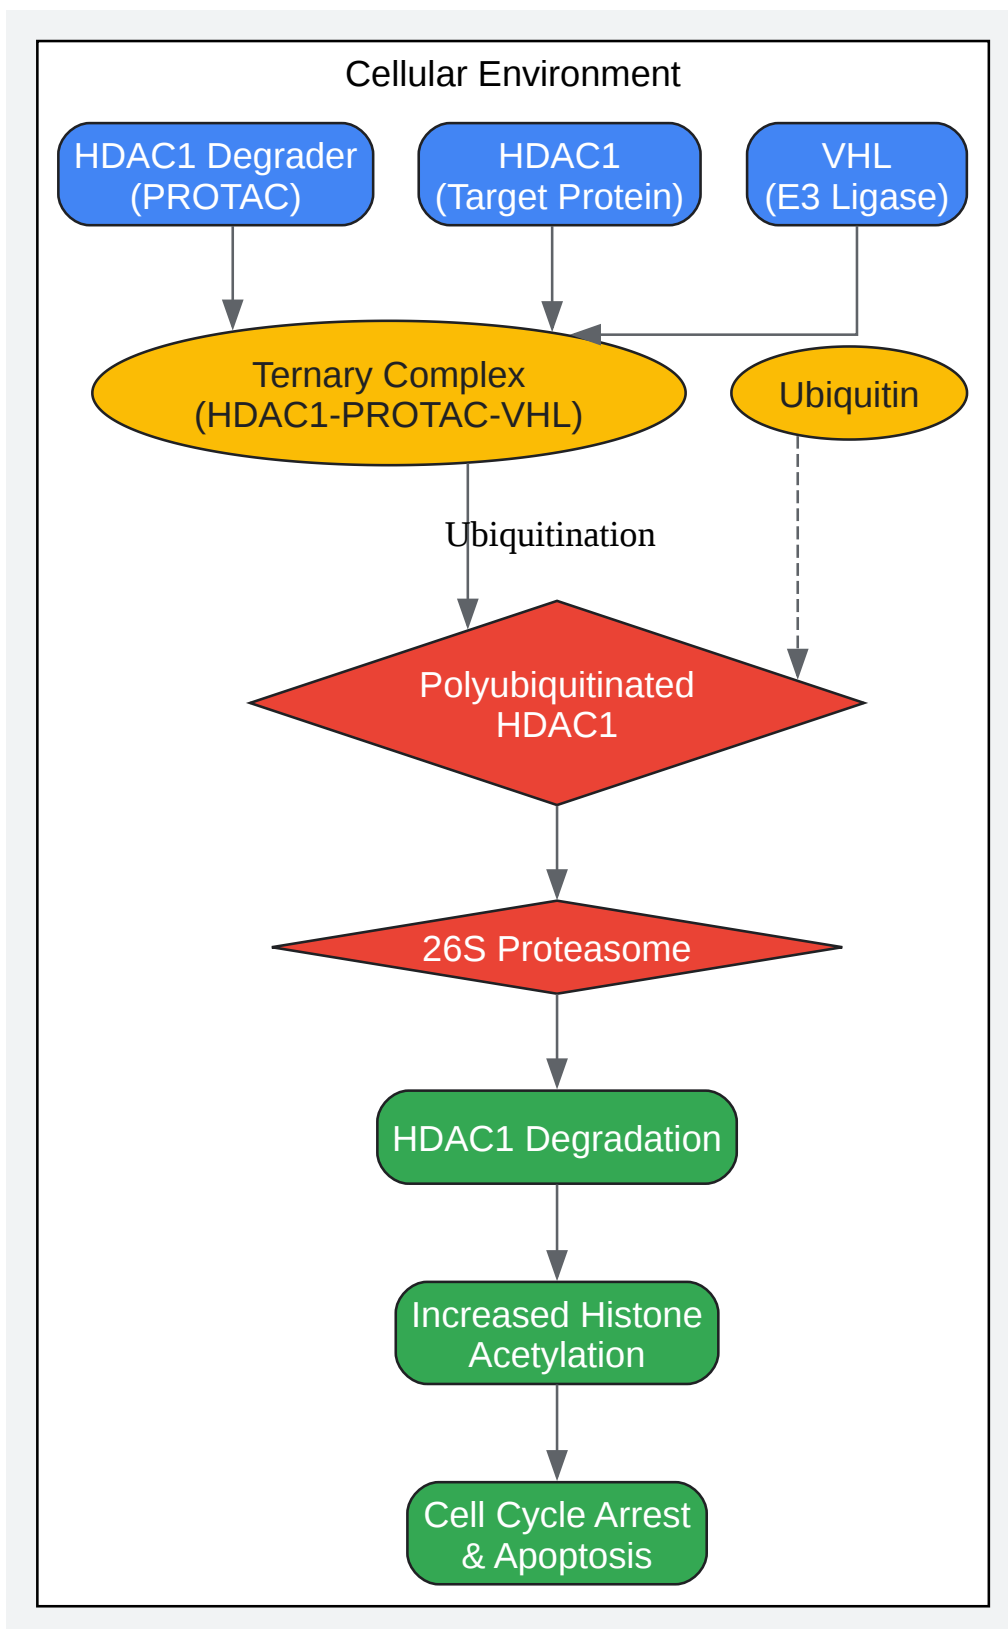 Cellular Environment
HDAC1 Degrader
(PROTAC)
HDAC1
(Target Protein)
VHL
(E3 Ligase)
Ternary Complex
(HDAC1-PROTAC-VHL)
Ubiquitin
Ubiquitination
Polyubiquitinated
HDAC1
26S Proteasome
HDAC1 Degradation
Increased Histone
Acetylation
Cell Cycle Arrest
& Apoptosis